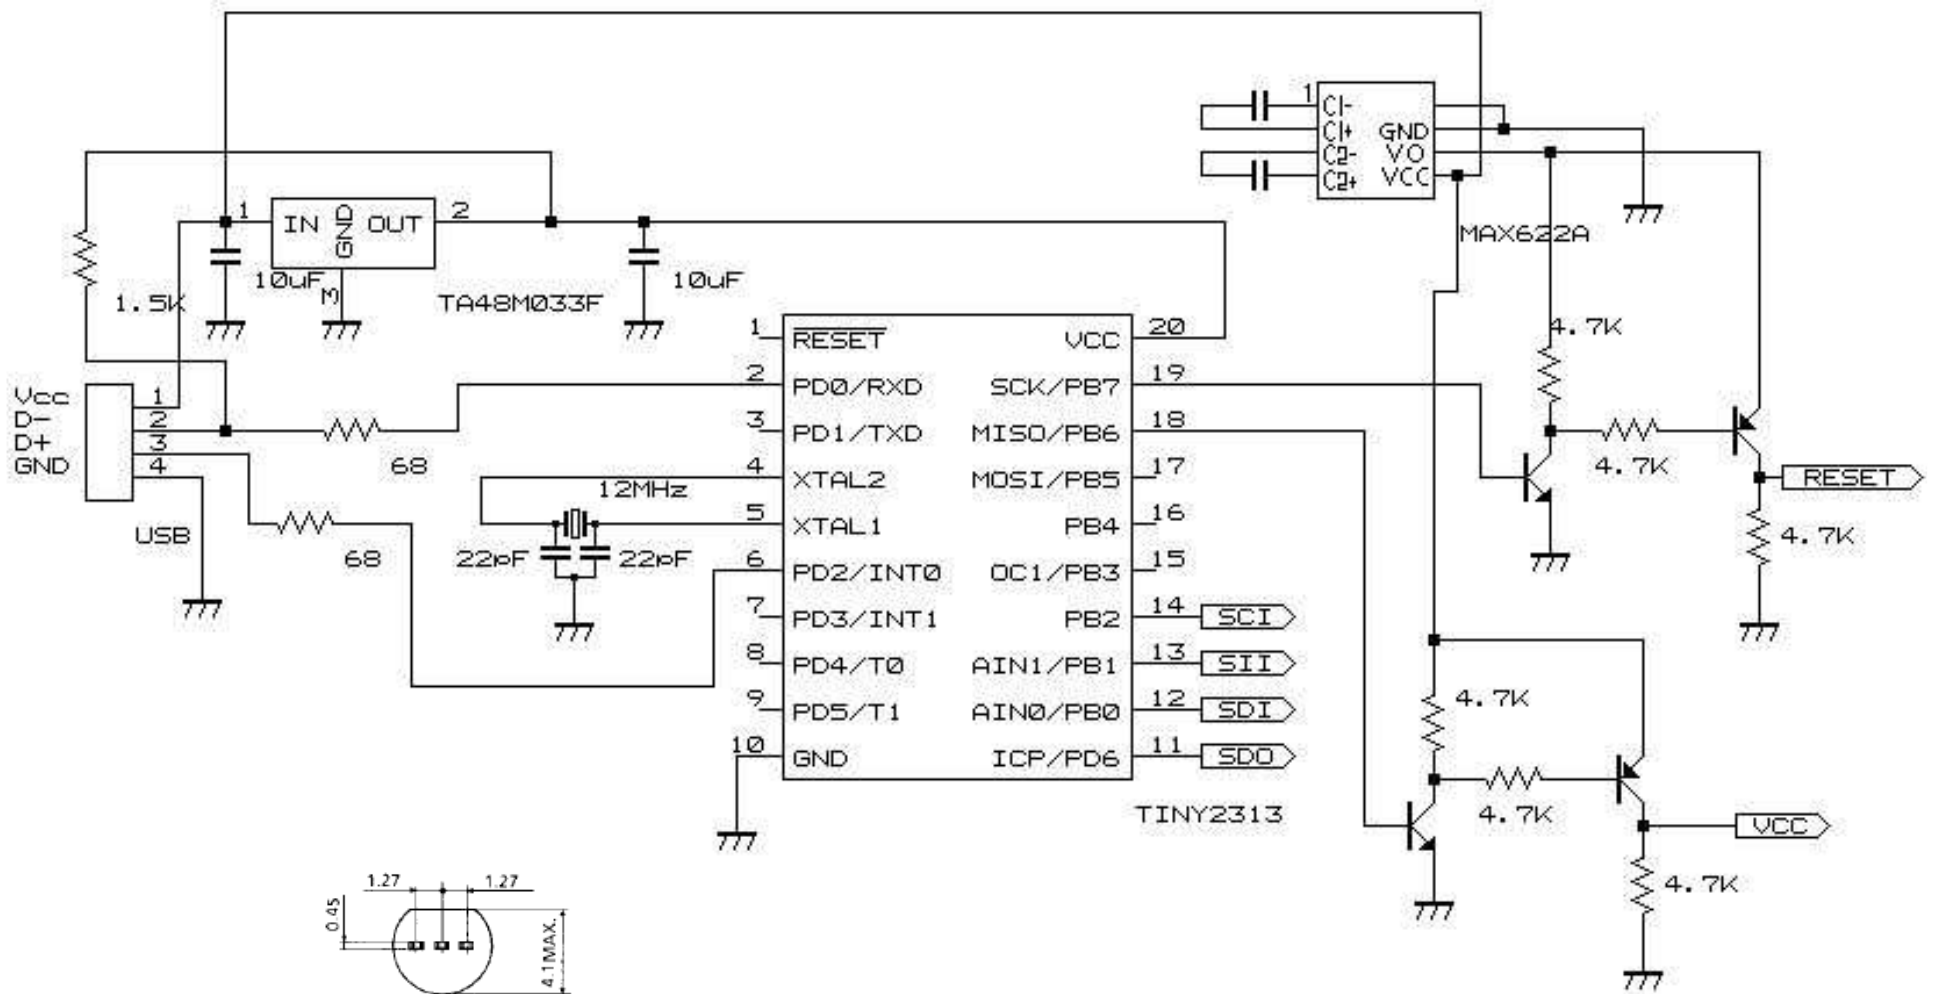 1 C1-
C1+ GND
C2- VO
C2+ VCC
MAX622A
1 IN GND OUT 2
3
10uF
TA48M033F
10uF
1.5K
Vcc 1
D- 2
D+ 3
GND 4
USB
68
68
12MHz
22pF 22pF
1 RESET VCC 20
2 PD0/RXD SCK/PB7 19
3 PD1/TXD MISO/PB6 18
4 XTAL2 MOSI/PB5 17
5 XTAL1 PB4 16
6 PD2/INT0 OC1/PB3 15
7 PD3/INT1 PB2 14 SCI
8 PD4/T0 AIN1/PB1 13 SII
9 PD5/T1 AIN0/PB0 12 SDI
10 GND ICP/PD6 11 SDO
TINY2313
4.7K
4.7K
RESET
4.7K
4.7K
4.7K
VCC
4.7K
1.27 1.27
0.45
4.1MAX.